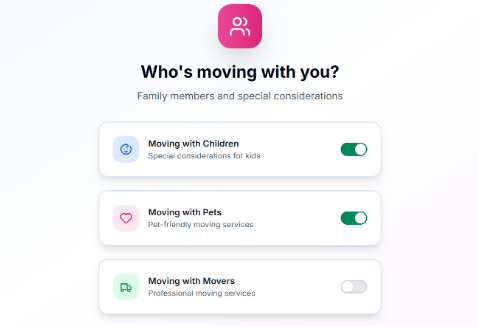 Who's moving with you?
Family members and special considerations
Moving with Children
Special considerations for kids
Moving with Pets
Pet-friendly moving services
Moving with Movers
Professional moving services